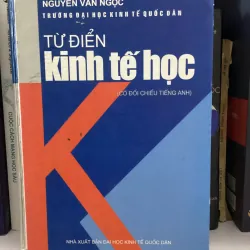 NGUYỄN VĂN NGỌC
TRƯỜNG ĐẠI HỌC KINH TẾ QUỐC DÂN
TỪ ĐIỂN
kinh tế học
(CÓ ĐỐI CHIẾU TIẾNG ANH)
K
NHÀ XUẤT BẢN ĐẠI HỌC KINH TẾ QUỐC DÂN